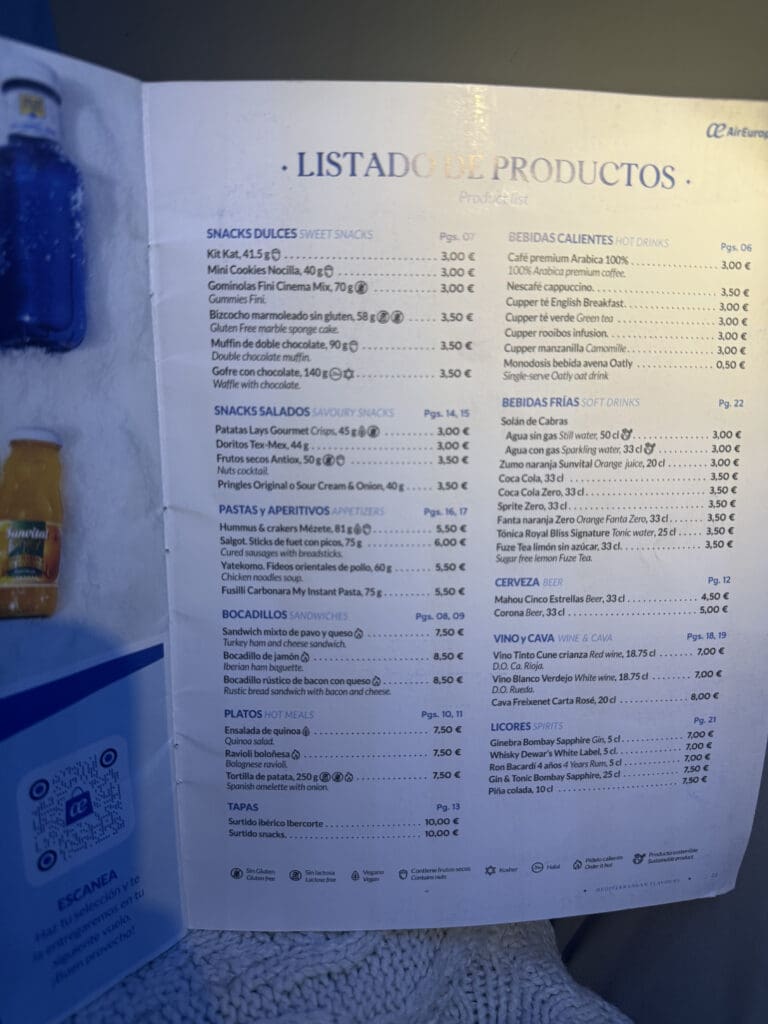 AirEurop
· LISTADO DE PRODUCTOS ·
Product list
SNACKS DULCES SWEET SNACKS Pgs. 07
Kit Kat, 41.5 g 3,00 €
Mini Cookies Nocilla, 40 g 3,00 €
Gominolas Fini Cinema Mix, 70 g 3,00 €
Gummies Fini.
Bizcocho marmoleado sin gluten, 58 g 3,50 €
Gluten Free marble sponge cake.
Muffin de doble chocolate, 90 g 3,50 €
Double chocolate muffin.
Gofre con chocolate, 140 g 3,50 €
Waffle with chocolate.
SNACKS SALADOS SAVOURY SNACKS Pgs. 14, 15
Patatas Lays Gourmet Crisps, 45 g 3,00 €
Doritos Tex-Mex, 44 g 3,00 €
Frutos secos Antiox, 50 g 3,50 €
Nuts cocktail.
Pringles Original o Sour Cream & Onion, 40 g 3,50 €
PASTAS y APERITIVOS APPETIZERS Pgs. 16, 17
Hummus & crakers Mézete, 81 g 5,50 €
Salgot. Sticks de fuet con picos, 75 g 6,00 €
Cured sausages with breadsticks.
Yatekomo. Fideos orientales de pollo, 60 g 5,50 €
Chicken noodles soup.
Fusilli Carbonara My Instant Pasta, 75 g 5,50 €
BOCADILLOS SANDWICHES Pgs. 08, 09
Sandwich mixto de pavo y queso 7,50 €
Turkey ham and cheese sandwich.
Bocadillo de jamón 8,50 €
Iberian ham baguette.
Bocadillo rústico de bacon con queso 8,50 €
Rustic bread sandwich with bacon and cheese.
PLATOS HOT MEALS Pgs. 10, 11
Ensalada de quinoa 7,50 €
Quinoa salad.
Ravioli boloñesa 7,50 €
Bolognese ravioli.
Tortilla de patata, 250 g 7,50 €
Spanish omelette with onion.
TAPAS Pg. 13
Surtido ibérico Ibercorte 10,00 €
Surtido snacks 10,00 €
BEBIDAS CALIENTES HOT DRINKS Pgs. 06
Café premium Arabica 100% 3,00 €
100% Arabica premium coffee.
Nescafé cappuccino. 3,50 €
Cupper té English Breakfast. 3,00 €
Cupper té verde Green tea 3,00 €
Cupper rooibos infusion. 3,00 €
Cupper manzanilla Camomille 3,00 €
Monodosis bebida avena Oatly 0,50 €
Single-serve Oatly oat drink
BEBIDAS FRÍAS SOFT DRINKS Pg. 22
Solán de Cabras
Agua sin gas Still water, 50 cl 3,00 €
Agua con gas Sparkling water, 33 cl 3,00 €
Zumo naranja Sunvital Orange juice, 20 cl 3,00 €
Coca Cola, 33 cl 3,50 €
Coca Cola Zero, 33 cl 3,50 €
Sprite Zero, 33 cl 3,50 €
Fanta naranja Zero Orange Fanta Zero, 33 cl 3,50 €
Tónica Royal Bliss Signature Tonic water, 25 cl 3,50 €
Fuze Tea limón sin azúcar, 33 cl 3,50 €
Sugar free lemon Fuze Tea.
CERVEZA BEER Pg. 12
Mahou Cinco Estrellas Beer, 33 cl 4,50 €
Corona Beer, 33 cl 5,00 €
VINO y CAVA WINE & CAVA Pgs. 18, 19
Vino Tinto Cune crianza Red wine, 18.75 cl 7,00 €
D.O. Ca. Rioja.
Vino Blanco Verdejo White wine, 18.75 cl 7,00 €
D.O. Rueda.
Cava Freixenet Carta Rosé, 20 cl 8,00 €
LICORES SPIRITS Pg. 21
Ginebra Bombay Sapphire Gin, 5 cl 7,00 €
Whisky Dewar's White Label, 5 cl 7,00 €
Ron Bacardi 4 años 4 Years Rum, 5 cl 7,00 €
Gin & Tonic Bombay Sapphire, 25 cl 7,50 €
Piña colada, 10 cl 7,50 €
Sin Gluten
Gluten free
Sin lactosa
Lactose free
Vegano
Vegan
Contiene frutos secos
Contains nuts
Kosher
Halal
Pídelo caliente
Order it hot
Producto sostenible
Sustainable product
MEDITERRANEAN FLAVOURS
Sunvital
ESCANEA
Haz tu selección y te
la entregaremos en tu
siguiente vuelo.
¡Buen provecho!